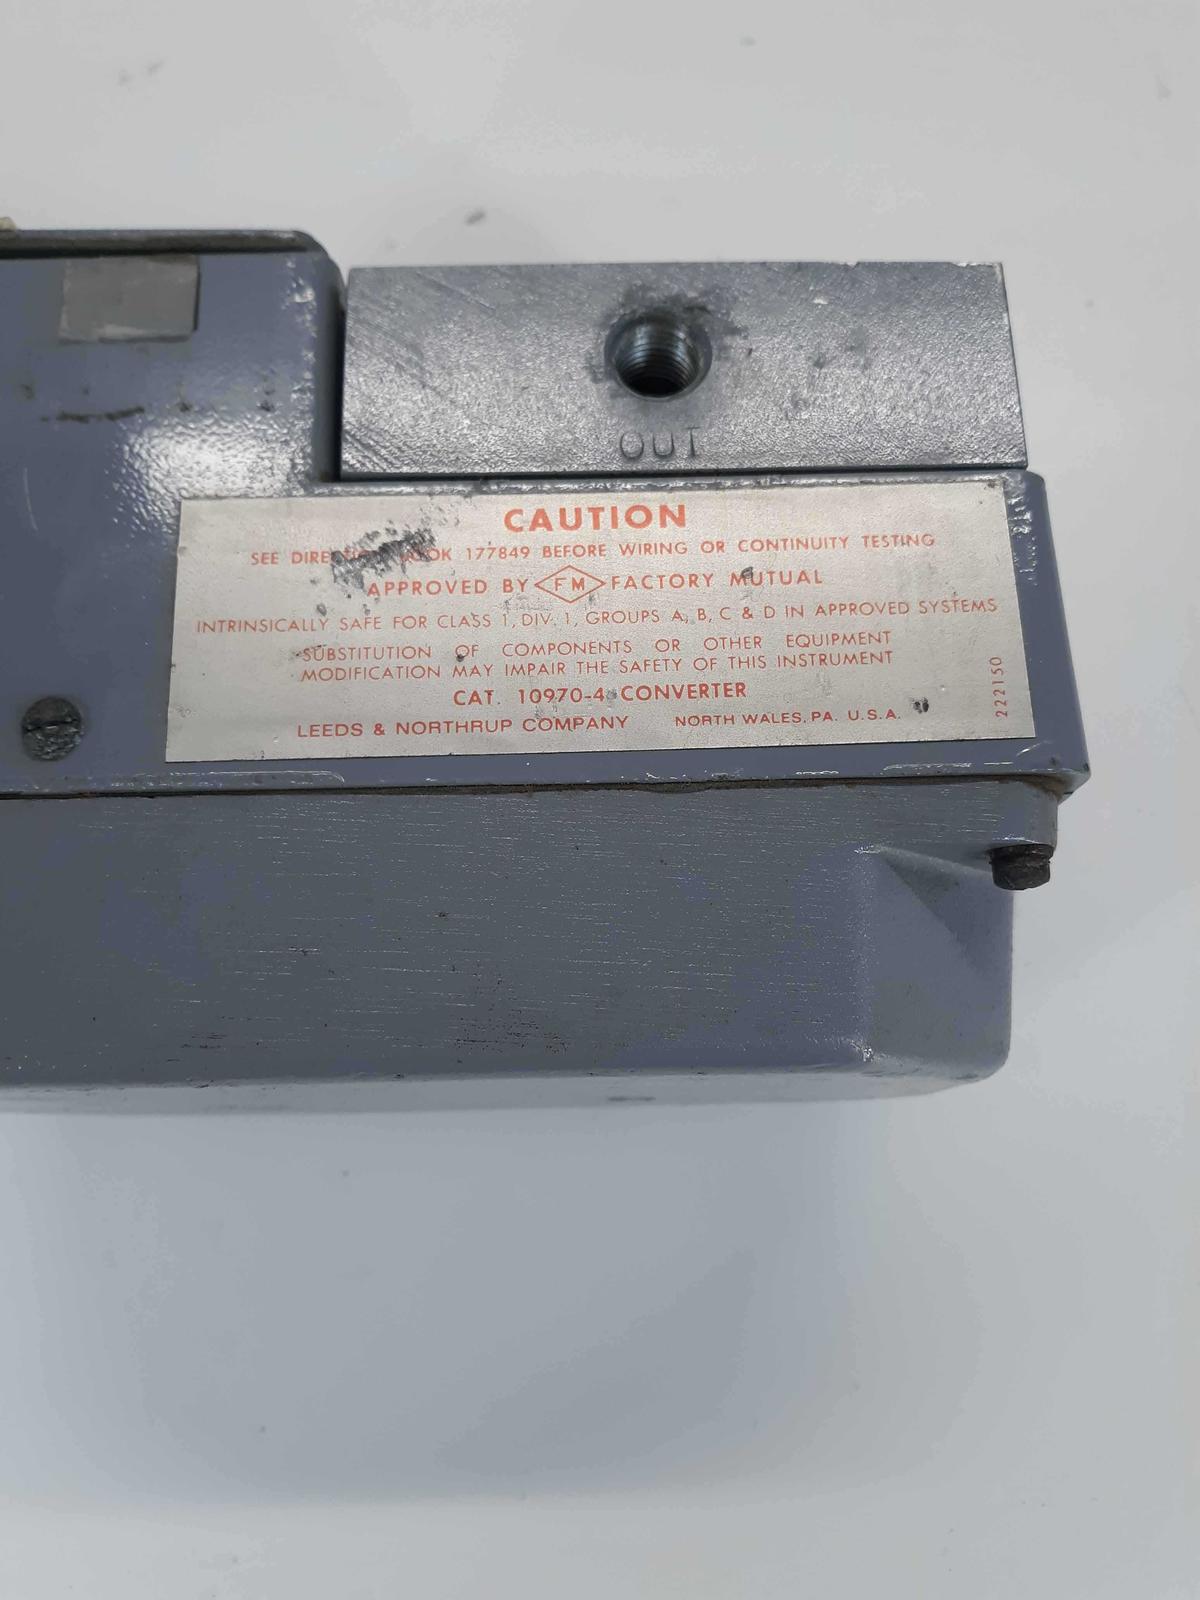 OUT
CAUTION
SEE DIRECTION BOOK 177849 BEFORE WIRING OR CONTINUITY TESTING
APPROVED BY FM FACTORY MUTUAL
INTRINSICALLY SAFE FOR CLASS 1, DIV. 1, GROUPS A, B, C & D IN APPROVED SYSTEMS
SUBSTITUTION OF COMPONENTS OR OTHER EQUIPMENT
MODIFICATION MAY IMPAIR THE SAFETY OF THIS INSTRUMENT
CAT. 10970-4 CONVERTER
LEEDS & NORTHRUP COMPANY NORTH WALES, PA. U.S.A.
222150